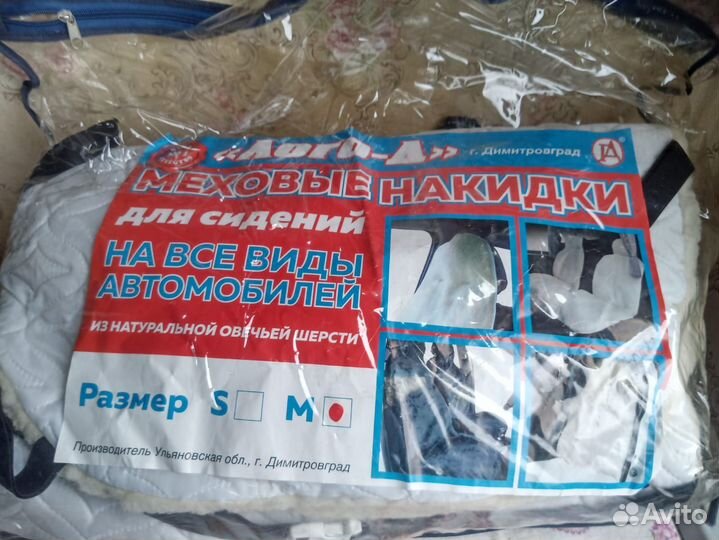 «Лого-Д»
г. Димитровград
МЕХОВЫЕ НАКИДКИ
для сидений
НА ВСЕ ВИДЫ
АВТОМОБИЛЕЙ
ИЗ НАТУРАЛЬНОЙ ОВЕЧЬЕЙ ШЕРСТИ
Размер S M
Производитель Ульяновская обл., г. Димитровград
Avito